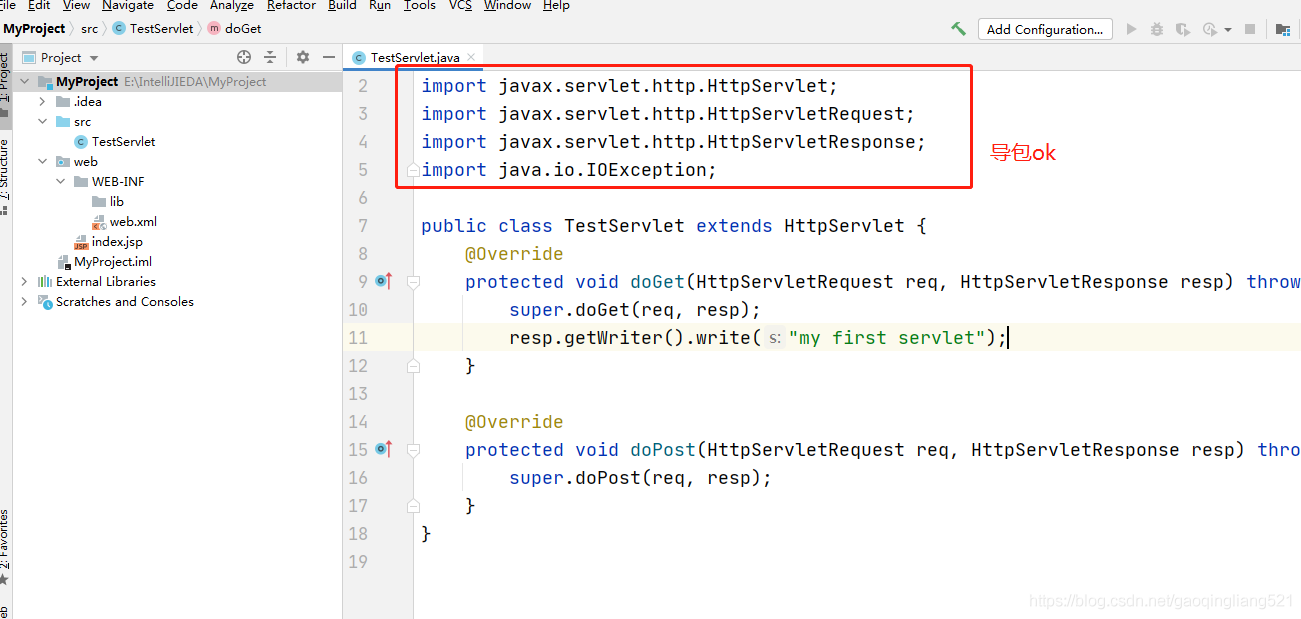 File Edit View Navigate Code Analyze Refactor Build Run Tools VCS Window Help
MyProject src TestServlet doGet
Add Configuration...
1: Project
Project
MyProject E:\IntelliJIEDA\MyProject
.idea
src
TestServlet
web
WEB-INF
lib
web.xml
index.jsp
MyProject.iml
External Libraries
Scratches and Consoles
7: Structure
2: Favorites
TestServlet.java
2 import javax.servlet.http.HttpServlet;
3 import javax.servlet.http.HttpServletRequest;
4 import javax.servlet.http.HttpServletResponse;
5 import java.io.IOException;
导包ok
6
7 public class TestServlet extends HttpServlet {
8 @Override
9 protected void doGet(HttpServletRequest req, HttpServletResponse resp) throw
10 super.doGet(req, resp);
11 resp.getWriter().write( s: "my first servlet");
12 }
13
14 @Override
15 protected void doPost(HttpServletRequest req, HttpServletResponse resp) thro
16 super.doPost(req, resp);
17 }
18 }
19
https://blog.csdn.net/gaoqingliang521